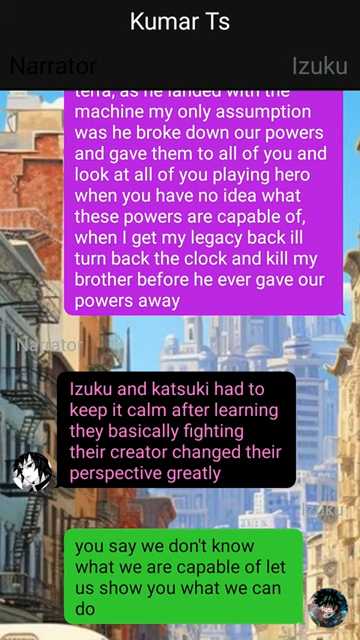 Kumar Ts
Narrator
Izuku
terra, as he landed with the
machine my only assumption
was he broke down our powers
and gave them to all of you and
look at all of you playing hero
when you have no idea what
these powers are capable of,
when I get my legacy back ill
turn back the clock and kill my
brother before he ever gave our
powers away
Narrator
Izuku and katsuki had to
keep it calm after learning
they basically fighting
their creator changed their
perspective greatly
Izuku
you say we don't know
what we are capable of let
us show you what we can
do